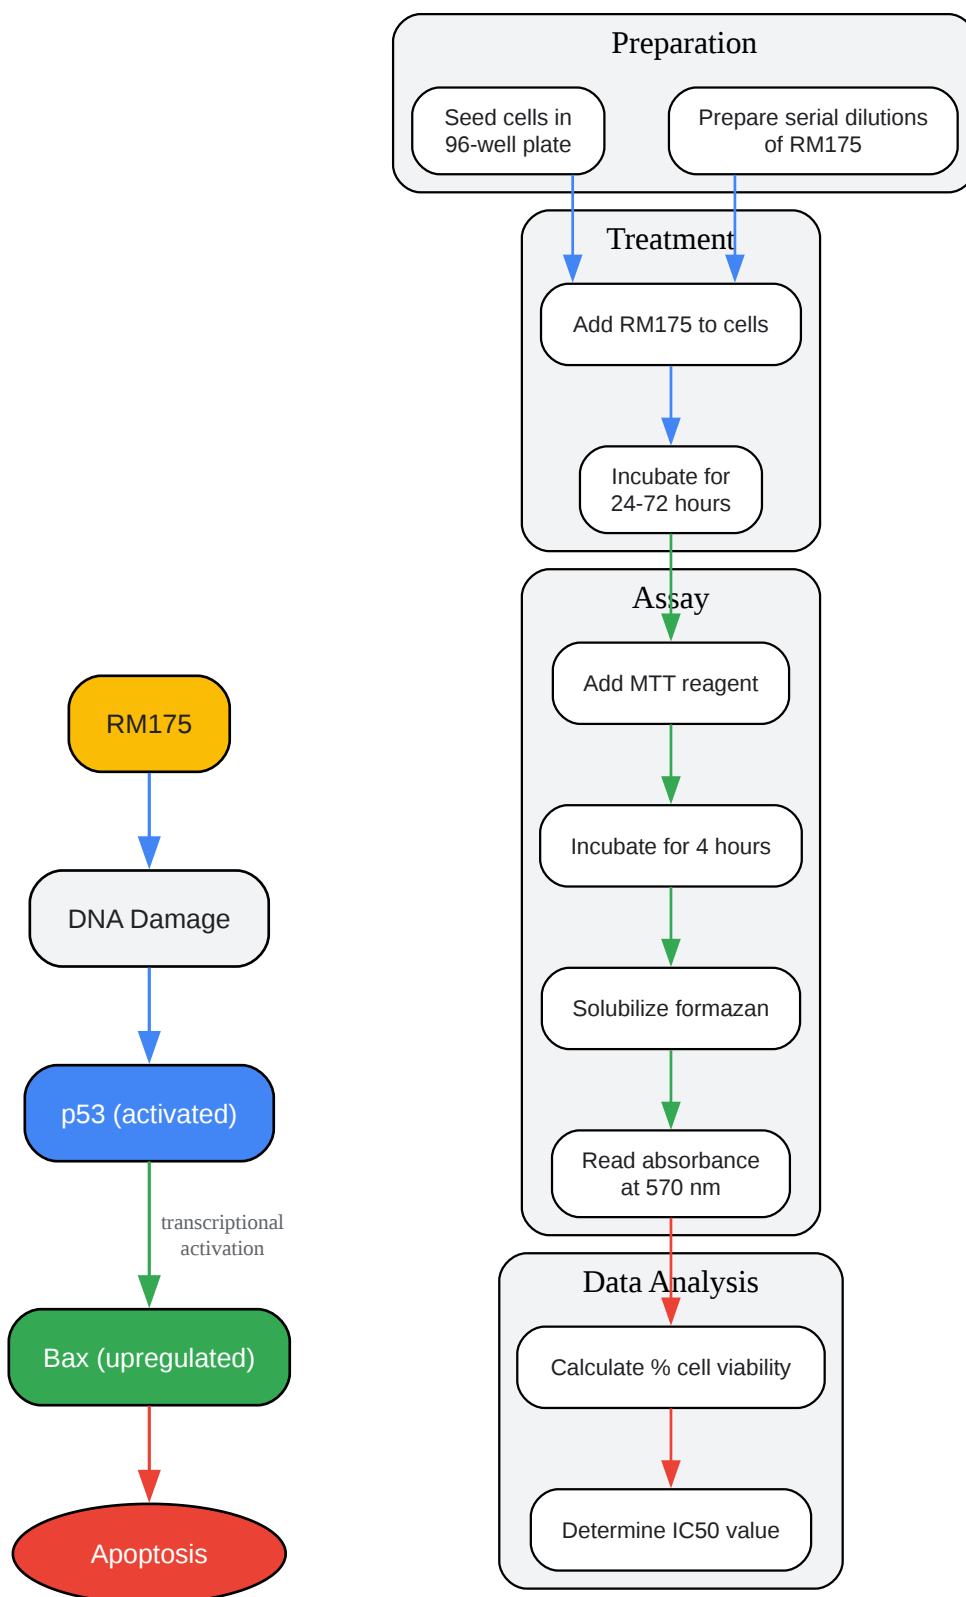 Preparation
Seed cells in
96-well plate
Prepare serial dilutions
of RM175
Treatment
Add RM175 to cells
Incubate for
24-72 hours
Assay
Add MTT reagent
Incubate for 4 hours
Solubilize formazan
Read absorbance
at 570 nm
Data Analysis
Calculate % cell viability
Determine IC50 value
RM175
DNA Damage
p53 (activated)
transcriptional
activation
Bax (upregulated)
Apoptosis